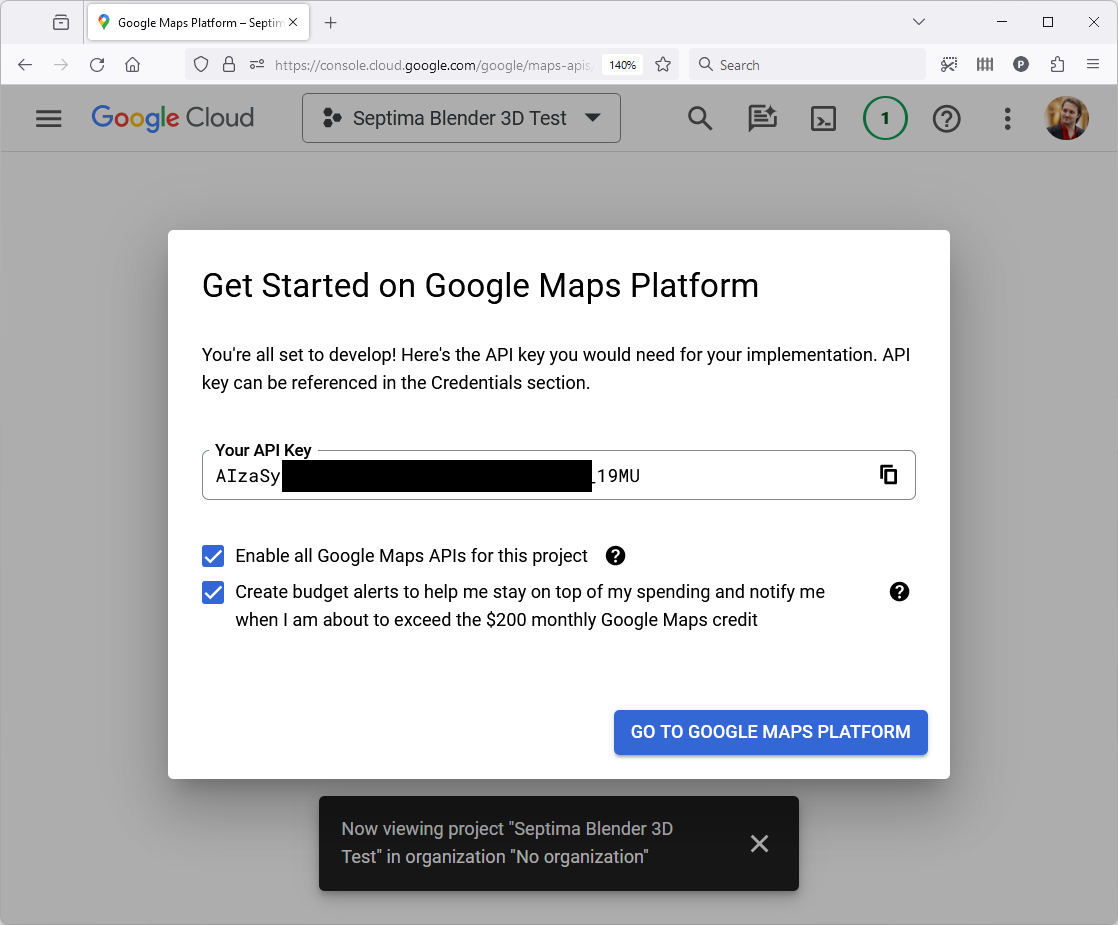 Google Maps Platform – Septim
https://console.cloud.google.com/google/maps-apis/
140%
Search
P
Google Cloud
Septima Blender 3D Test
1
Get Started on Google Maps Platform
You're all set to develop! Here's the API key you would need for your implementation. API
key can be referenced in the Credentials section.
Your API Key
AIzaSy
_19MU
Enable all Google Maps APIs for this project
Create budget alerts to help me stay on top of my spending and notify me
when I am about to exceed the $200 monthly Google Maps credit
GO TO GOOGLE MAPS PLATFORM
Now viewing project "Septima Blender 3D
Test" in organization "No organization"